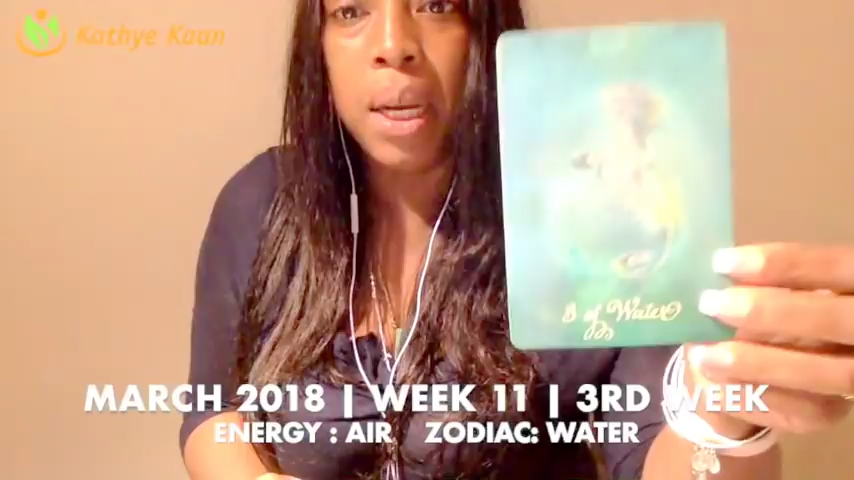 Kathye Kaan
8 of Water
MARCH 2018 | WEEK 11 | 3RD WEEK
ENERGY : AIR ZODIAC: WATER